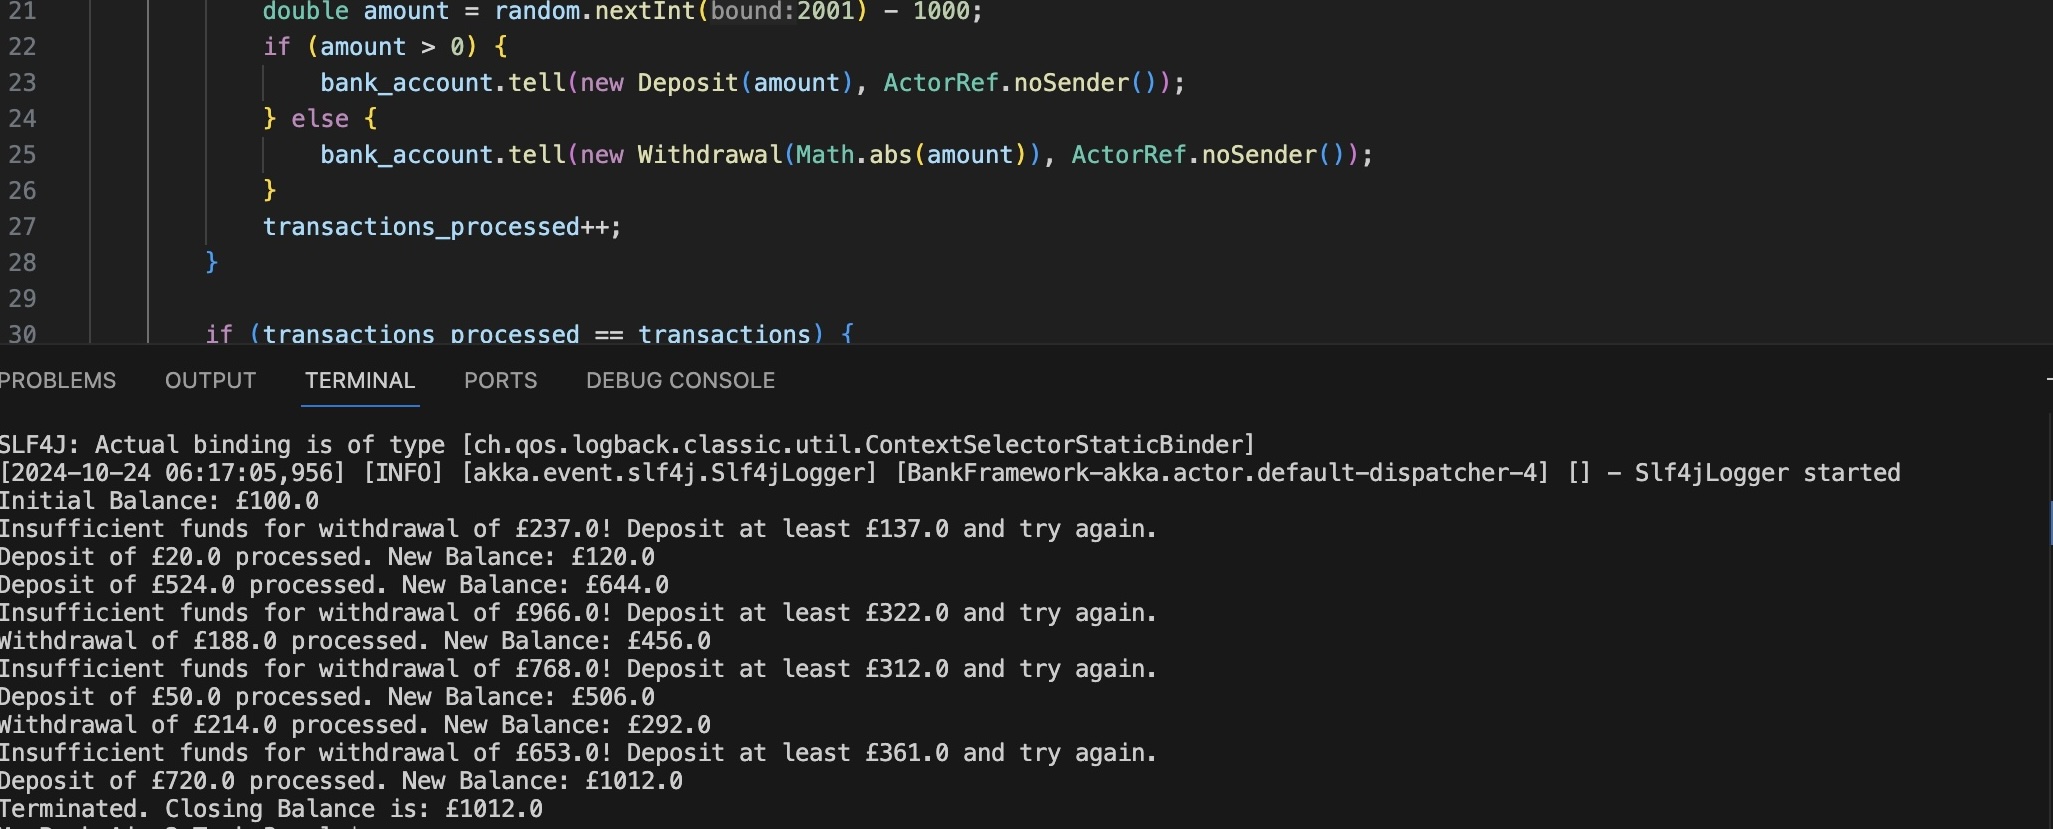 21 double amount = random.nextInt(bound:2001) - 1000;
22 if (amount > 0) {
23 bank_account.tell(new Deposit(amount), ActorRef.noSender());
24 } else {
25 bank_account.tell(new Withdrawal(Math.abs(amount)), ActorRef.noSender());
26 }
27 transactions_processed++;
28 }
29
30 if (transactions_processed == transactions) {
PROBLEMS OUTPUT TERMINAL PORTS DEBUG CONSOLE
SLF4J: Actual binding is of type [ch.qos.logback.classic.util.ContextSelectorStaticBinder]
[2024-10-24 06:17:05,956] [INFO] [akka.event.slf4j.Slf4jLogger] [BankFramework-akka.actor.default-dispatcher-4] [] - Slf4jLogger started
Initial Balance: £100.0
Insufficient funds for withdrawal of £237.0! Deposit at least £137.0 and try again.
Deposit of £20.0 processed. New Balance: £120.0
Deposit of £524.0 processed. New Balance: £644.0
Insufficient funds for withdrawal of £966.0! Deposit at least £322.0 and try again.
Withdrawal of £188.0 processed. New Balance: £456.0
Insufficient funds for withdrawal of £768.0! Deposit at least £312.0 and try again.
Deposit of £50.0 processed. New Balance: £506.0
Withdrawal of £214.0 processed. New Balance: £292.0
Insufficient funds for withdrawal of £653.0! Deposit at least £361.0 and try again.
Deposit of £720.0 processed. New Balance: £1012.0
Terminated. Closing Balance is: £1012.0